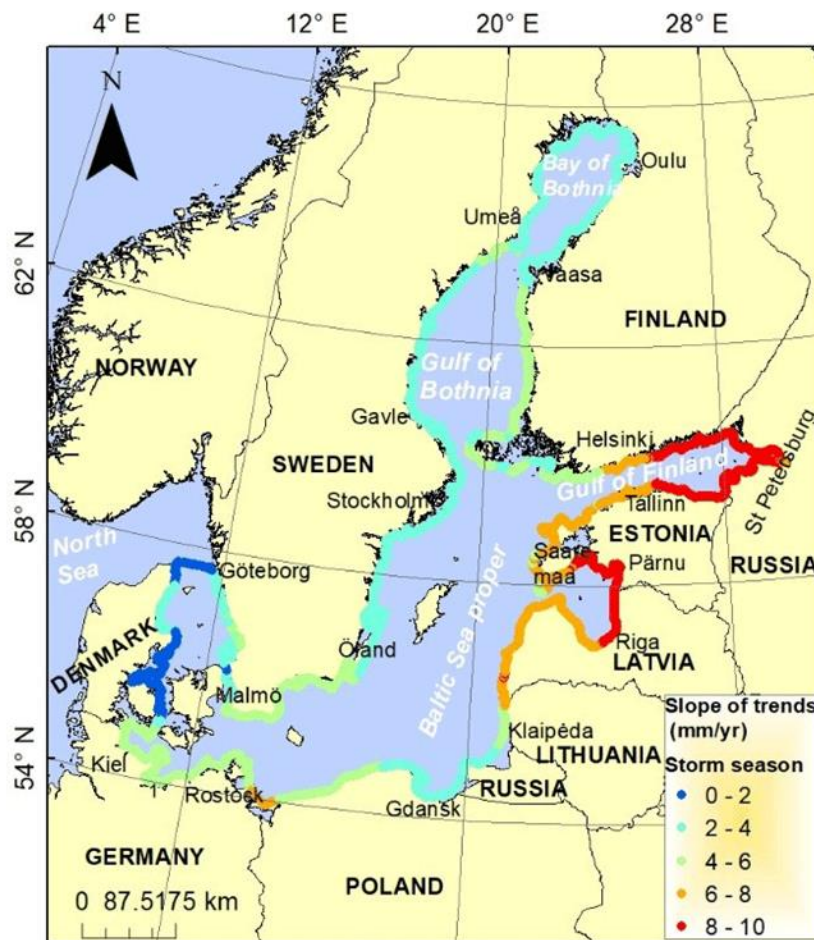 4° E 12° E 20° E 28° E
N
Bay of
Bothnia
Oulu
Umeå
62° N
Vaasa
FINLAND
NORWAY
Gulf of
Bothnia
Gavle
Helsinki
St Petersburg
SWEDEN
Gulf of Finland
Stockholm
Tallinn
58° N
ESTONIA
North
Sea
Göteborg
Saare-
maa
Pärnu
RUSSIA
DENMARK
Baltic Sea proper
Öland
Riga
LATVIA
Malmö
54° N
Klaipėda
LITHUANIA
Kiel
Rostock
Gdansk
RUSSIA
GERMANY
POLAND
0 87.5175 km
Slope of trends
(mm/yr)
Storm season
0 - 2
2 - 4
4 - 6
6 - 8
8 - 10